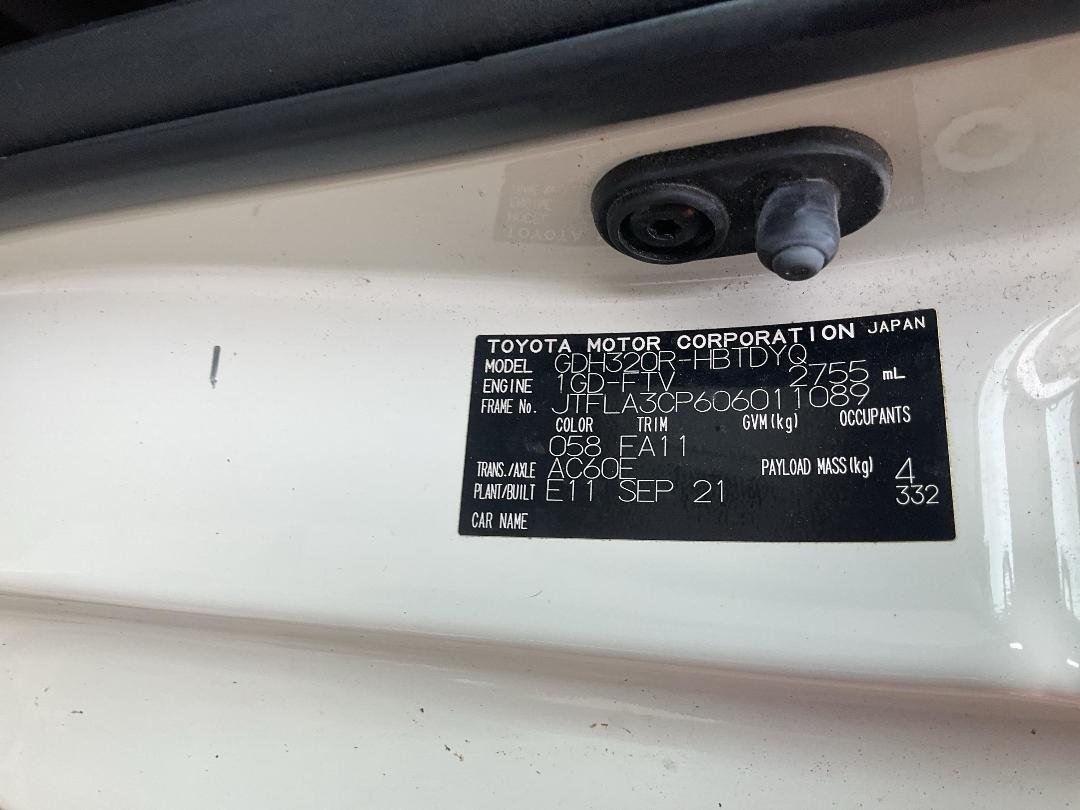 TOYOTA MOTOR CORPORATION JAPAN
MODEL GDH320R-HBTDYQ
ENGINE 1GD-FTV 2755 mL
FRAME No. JTFLA3CP606011089
COLOR TRIM GVM(kg) OCCUPANTS
058 FA11
TRANS./AXLE AC60E PAYLOAD MASS(kg) 4
PLANT/BUILT E11 SEP 21 332
CAR NAME